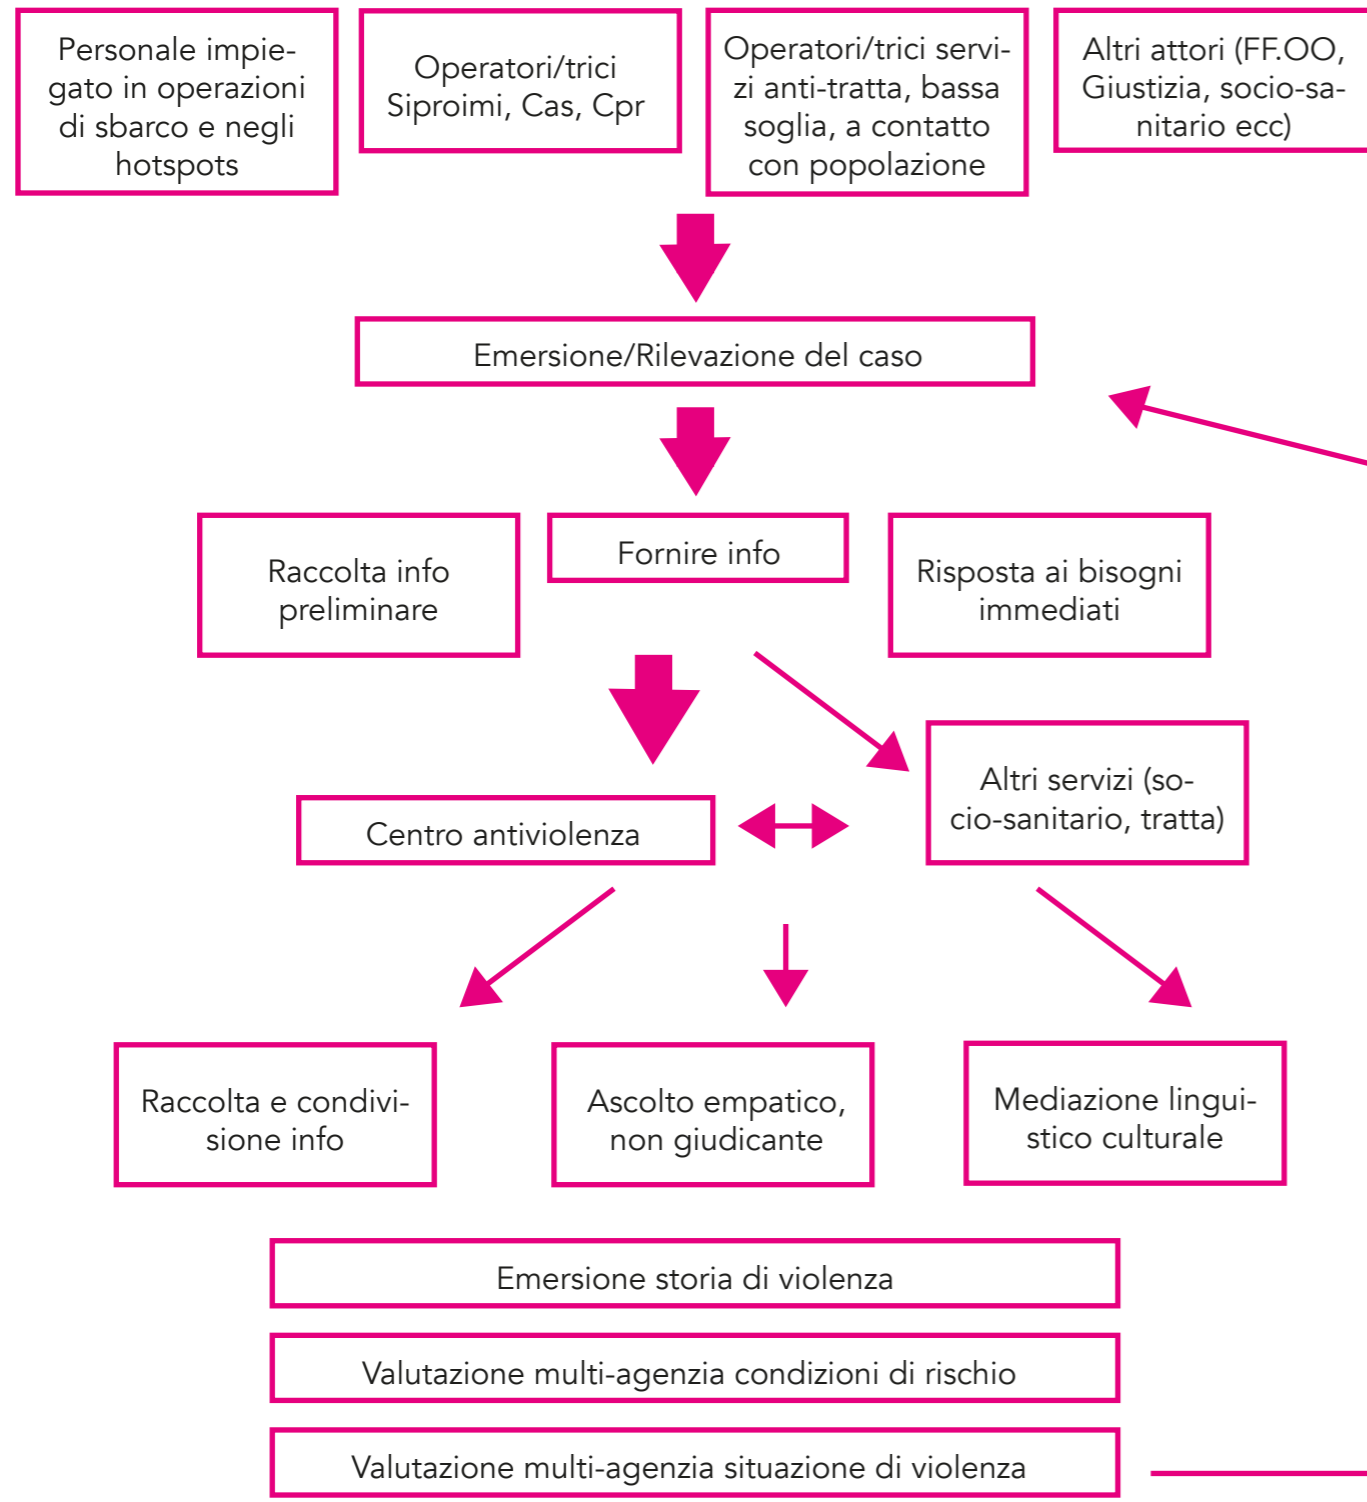 Personale impie-
gato in operazioni
di sbarco e negli
hotspots
Operatori/trici
Siproimi, Cas, Cpr
Operatori/trici servi-
zi anti-tratta, bassa
soglia, a contatto
con popolazione
Altri attori (FF.OO,
Giustizia, socio-sa-
nitario ecc)
Emersione/Rilevazione del caso
Raccolta info
preliminare
Fornire info
Risposta ai bisogni
immediati
Centro antiviolenza
Altri servizi (so-
cio-sanitario, tratta)
Raccolta e condivi-
sione info
Ascolto empatico,
non giudicante
Mediazione lingui-
stico culturale
Emersione storia di violenza
Valutazione multi-agenzia condizioni di rischio
Valutazione multi-agenzia situazione di violenza